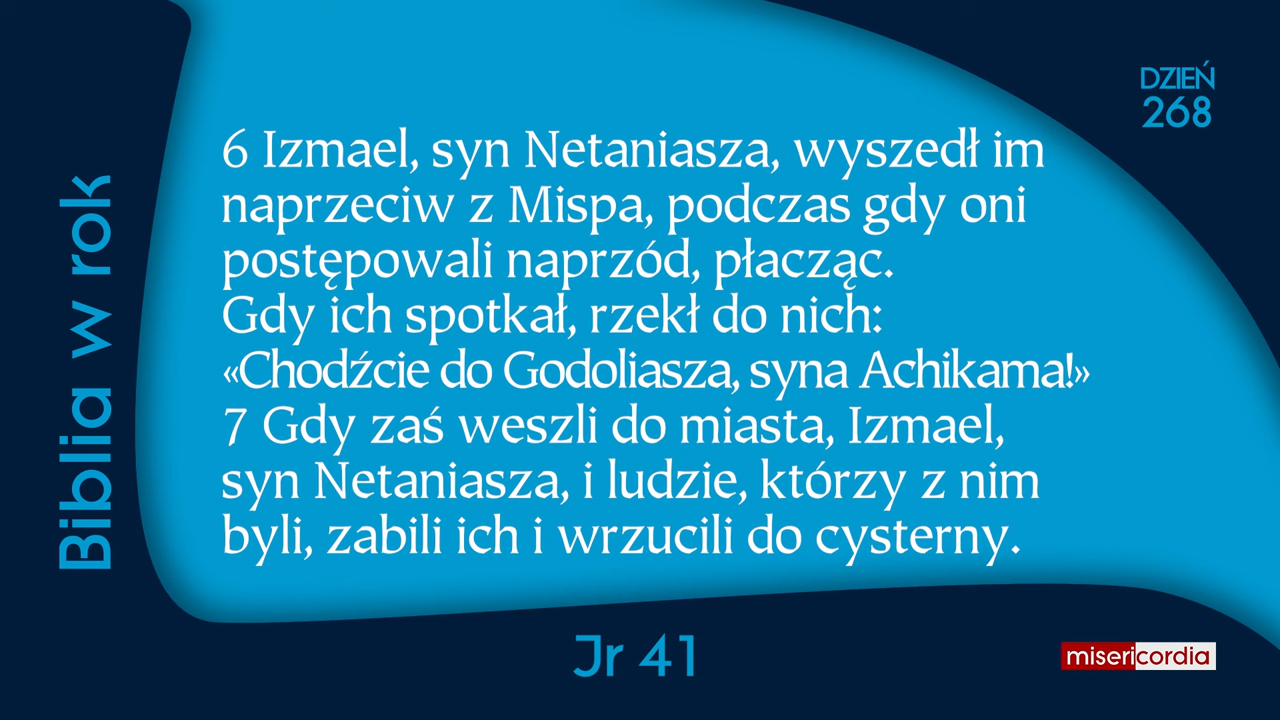 DZIEŃ
268
6 Izmael, syn Netaniasza, wyszedł im
naprzeciw z Mispa, podczas gdy oni
postępowali naprzód, płacząc.
Gdy ich spotkał, rzekł do nich:
«Chodźcie do Godoliasza, syna Achikama!»
7 Gdy zaś weszli do miasta, Izmael,
syn Netaniasza, i ludzie, którzy z nim
byli, zabili ich i wrzucili do cysterny.
Biblia w rok
Jr 41
misericordia